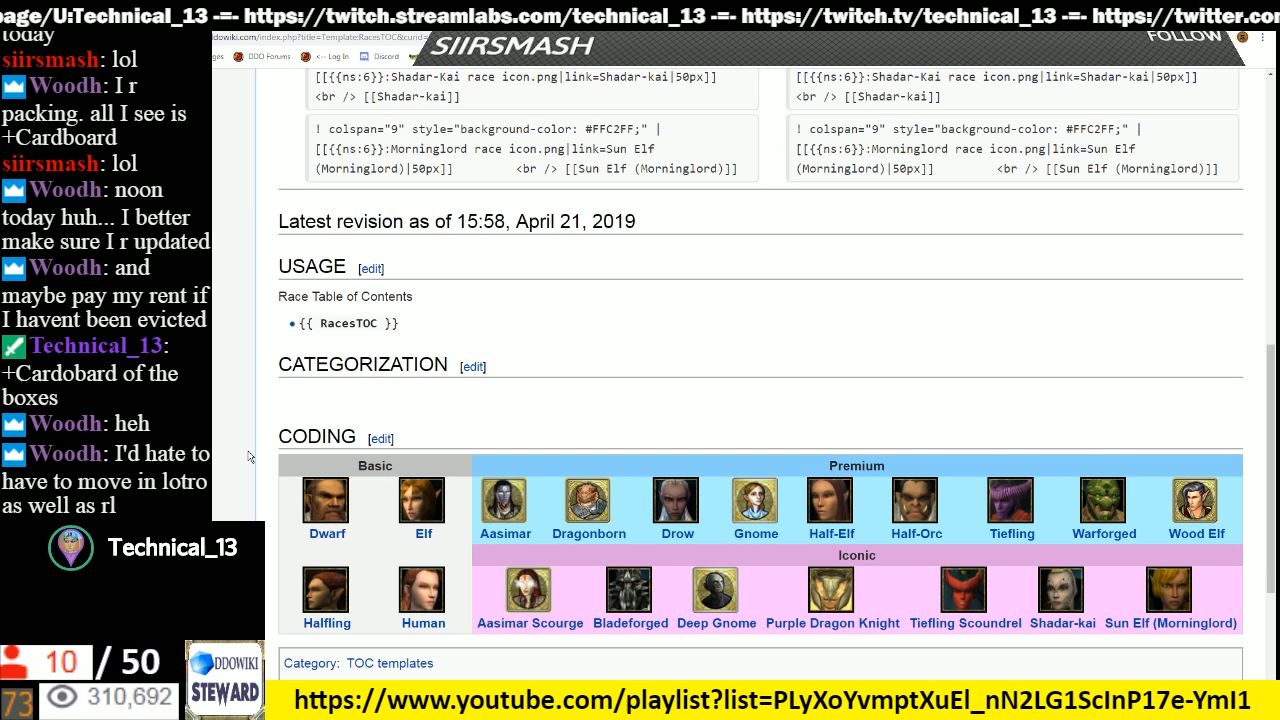 page/U:Technical_13 -=- https://twitch.streamlabs.com/technical_13 -=- https://twitch.tv/technical_13 -=- https://twitter.co
today
siirsmash: lol
Woodh: I r
packing. all I see is
+Cardboard
siirsmash: lol
Woodh: noon
today huh... I better
make sure I r updated
Woodh: and
maybe pay my rent if
I havent been evicted
Technical_13:
+Cardobard of the
boxes
Woodh: heh
Woodh: I'd hate to
have to move in lotro
as well as rl
Technical_13
10 / 50
73 310,692
DDOWIKI
STEWARD
ddowiki.com/index.php?title=Template:RacesTOC&curid=
DDO Forums <-- Log In Discord
SIIRSMASH
FOLLOW
[[{{ns:6}}:Shadar-Kai race icon.png|link=Shadar-kai|50px]]
<br /> [[Shadar-kai]]
[[{{ns:6}}:Shadar-Kai race icon.png|link=Shadar-kai|50px]]
<br /> [[Shadar-kai]]
! colspan="9" style="background-color: #FFC2FF;" |
[[{{ns:6}}:Morninglord race icon.png|link=Sun Elf
(Morninglord)|50px]] <br /> [[Sun Elf (Morninglord)]]
! colspan="9" style="background-color: #FFC2FF;" |
[[{{ns:6}}:Morninglord race icon.png|link=Sun Elf
(Morninglord)|50px]] <br /> [[Sun Elf (Morninglord)]]
Latest revision as of 15:58, April 21, 2019
USAGE [edit]
Race Table of Contents
• {{ RacesTOC }}
CATEGORIZATION [edit]
CODING [edit]
Basic Premium
Dwarf Elf Aasimar Dragonborn Drow Gnome Half-Elf Half-Orc Tiefling Warforged Wood Elf
Iconic
Halfling Human Aasimar Scourge Bladeforged Deep Gnome Purple Dragon Knight Tiefling Scoundrel Shadar-kai Sun Elf (Morninglord)
Category: TOC templates
https://www.youtube.com/playlist?list=PLyXoYvmptXuEl_nN2LG1ScInP17e-YmI1